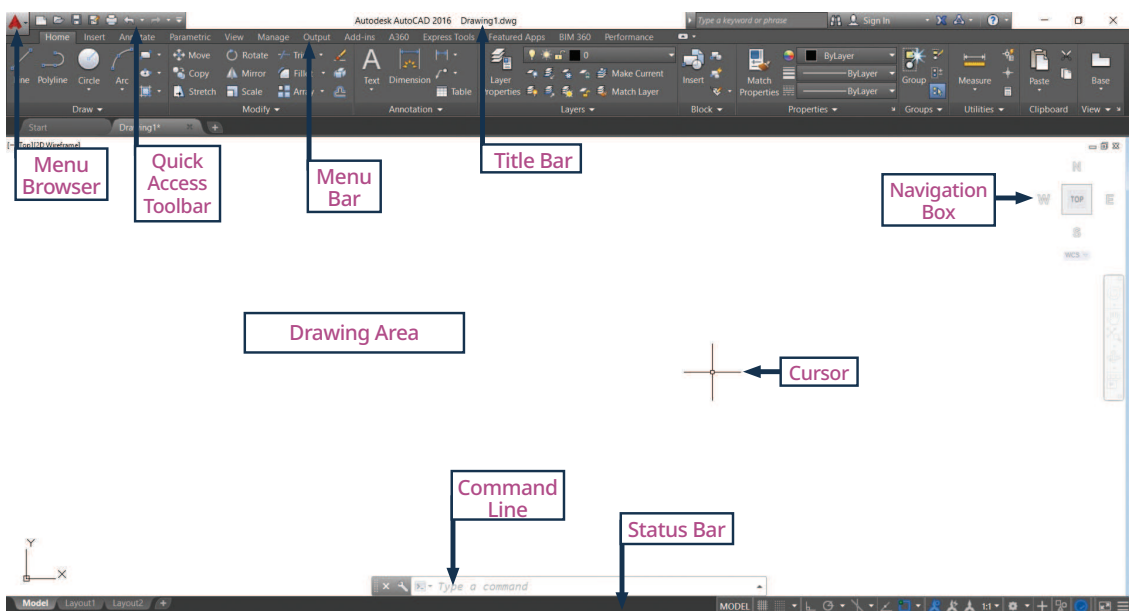 Autodesk AutoCAD 2016 Drawing1.dwg
Type a keyword or phrase
Sign In
Home Insert Annotate Parametric View Manage Output Add-ins A360 Express Tools Featured Apps BIM 360 Performance
Move Rotate
Make Current
ByLayer
0
Polyline Circle Arc
Copy Mirror
Text Dimension
Layer
Insert
Match
ByLayer
Group
Measure
Paste
Base
Stretch Scale Array
Table
Properties
Match Layer
Properties
ByLayer
Draw Modify Annotation Layers Block Properties Groups Utilities Clipboard View
Start Drawing1*
[2D Wireframe]
Menu
Browser
Quick
Access
Toolbar
Menu
Bar
Title Bar
Navigation
Box
N
W TOP E
S
WCS
Drawing Area
Cursor
Command
Line
Status Bar
Y
X
Type a command
Model Layout1 Layout2 +
MODEL
1:1